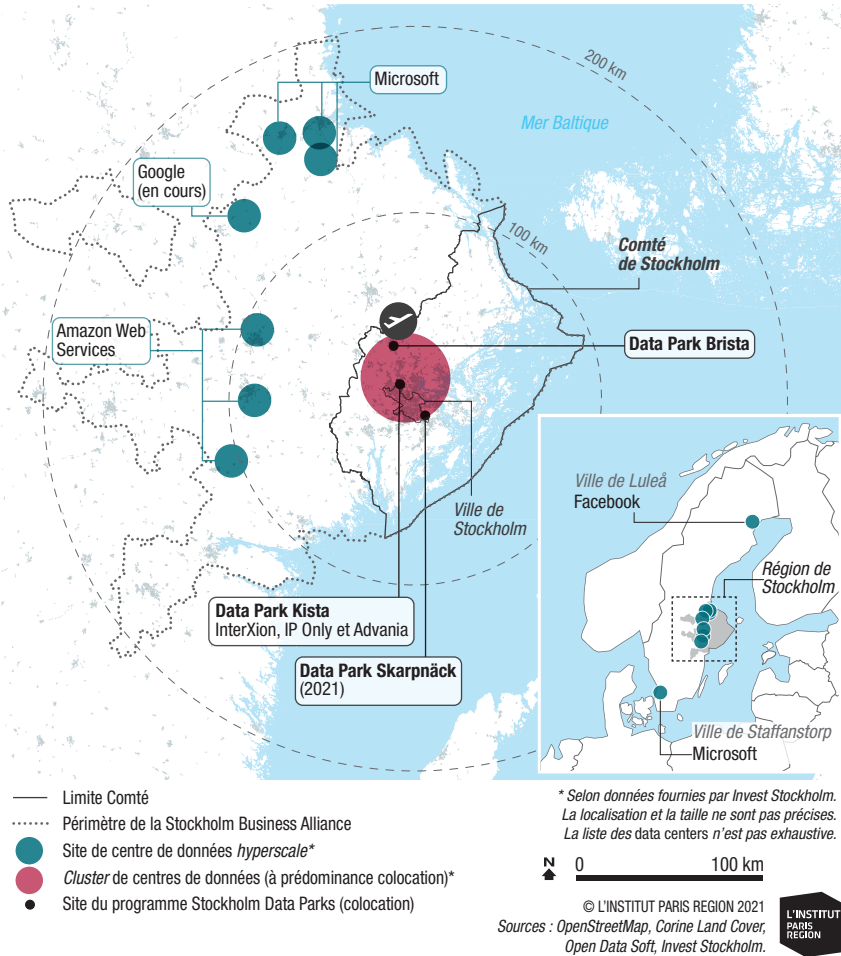 200 km
Microsoft
Mer Baltique
Google
(en cours)
100 km
Comté
de Stockholm
Amazon Web
Services
Data Park Brista
Ville de
Stockholm
Data Park Kista
InterXion, IP Only et Advania
Data Park Skarpnäck
(2021)
Ville de Luleå
Facebook
Région de
Stockholm
Ville de Staffanstorp
Microsoft
Limite Comté
Périmètre de la Stockholm Business Alliance
Site de centre de données hyperscale*
Cluster de centres de données (à prédominance colocation)*
Site du programme Stockholm Data Parks (colocation)
* Selon données fournies par Invest Stockholm.
La localisation et la taille ne sont pas précises.
La liste des data centers n'est pas exhaustive.
N 0 100 km
© L'INSTITUT PARIS REGION 2021
Sources : OpenStreetMap, Corine Land Cover,
Open Data Soft, Invest Stockholm.
L'INSTITUT
PARIS
REGION